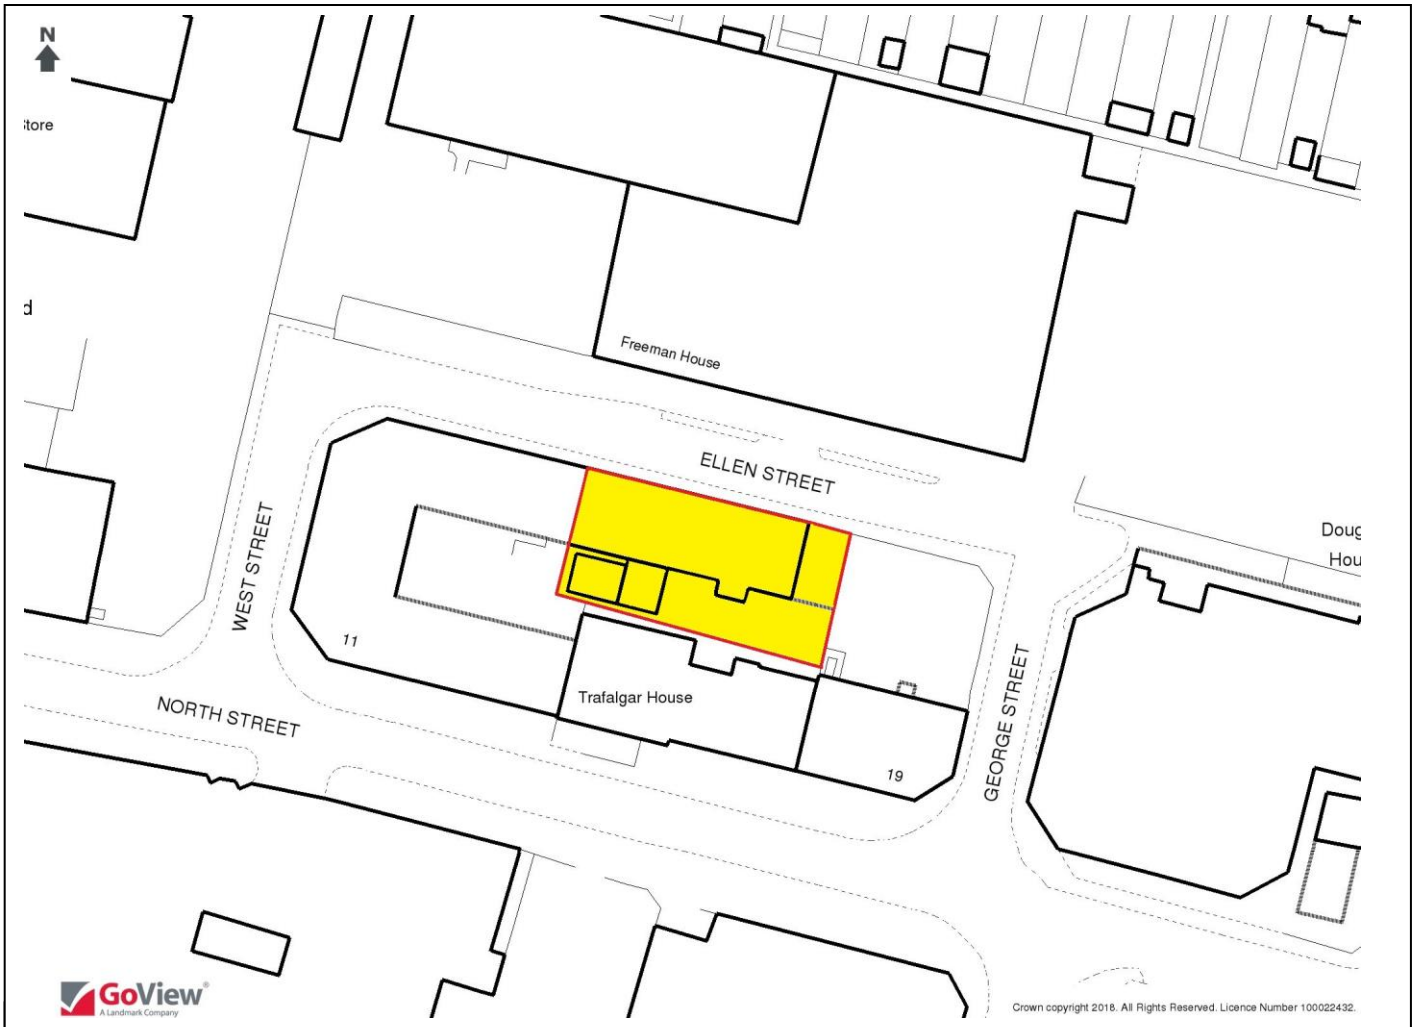 N
store
d
Freeman House
ELLEN STREET
Doug
Hou
WEST STREET
11
GEORGE STREET
Trafalgar House
NORTH STREET
19
GoView®
A Landmark Company
Crown copyright 2018. All Rights Reserved. Licence Number 100022432.